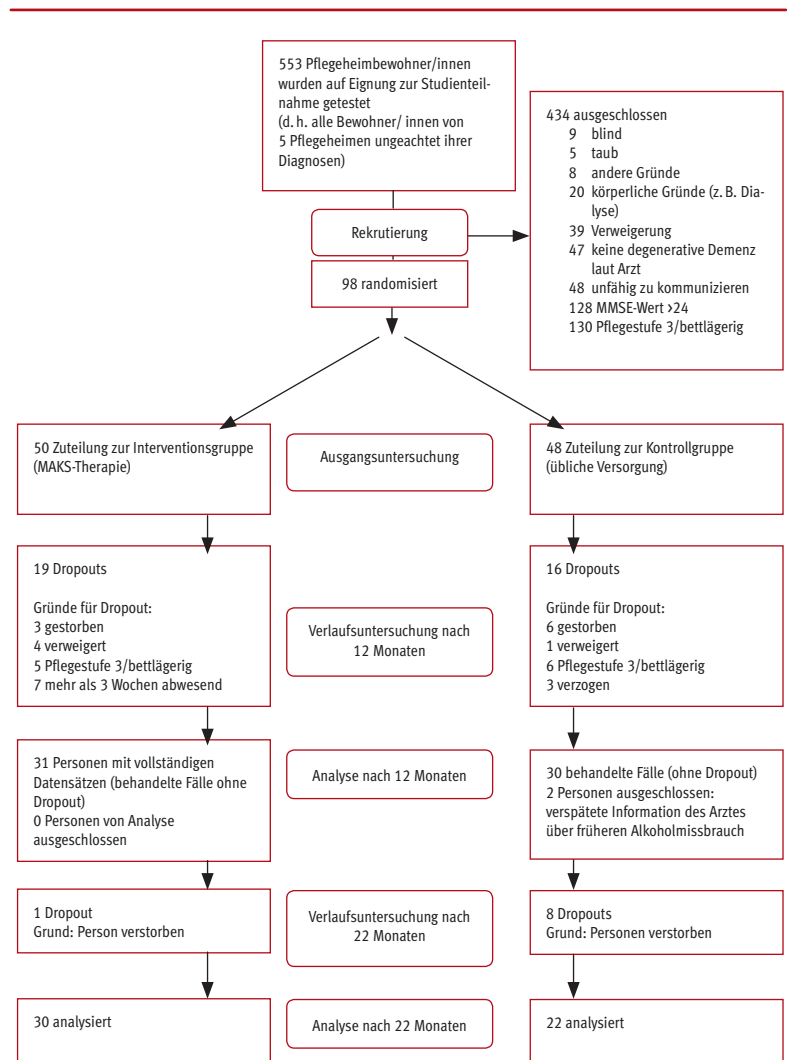 553 Pflegeheimbewohner/innen
wurden auf Eignung zur Studienteil-
nahme getestet
(d. h. alle Bewohner/ innen von
5 Pflegeheimen ungeachtet ihrer
Diagnosen)
434 ausgeschlossen
9 blind
5 taub
8 andere Gründe
20 körperliche Gründe (z. B. Dia-
lyse)
39 Verweigerung
47 keine degenerative Demenz
laut Arzt
48 unfähig zu kommunizieren
128 MMSE-Wert >24
130 Pflegestufe 3/bettlägerig
Rekrutierung
98 randomisiert
50 Zuteilung zur Interventionsgruppe
(MAKS-Therapie)
Ausgangsuntersuchung
48 Zuteilung zur Kontrollgruppe
(übliche Versorgung)
19 Dropouts
Gründe für Dropout:
3 gestorben
4 verweigert
5 Pflegestufe 3/bettlägerig
7 mehr als 3 Wochen abwesend
Verlaufsuntersuchung nach
12 Monaten
16 Dropouts
Gründe für Dropout:
6 gestorben
1 verweigert
6 Pflegestufe 3/bettlägerig
3 verzogen
31 Personen mit vollständigen
Datensätzen (behandelte Fälle ohne
Dropout)
0 Personen von Analyse
ausgeschlossen
Analyse nach 12 Monaten
30 behandelte Fälle (ohne Dropout)
2 Personen ausgeschlossen:
verspätete Information des Arztes
über früheren Alkoholmissbrauch
1 Dropout
Grund: Person verstorben
Verlaufsuntersuchung nach
22 Monaten
8 Dropouts
Grund: Personen verstorben
30 analysiert
Analyse nach 22 Monaten
22 analysiert